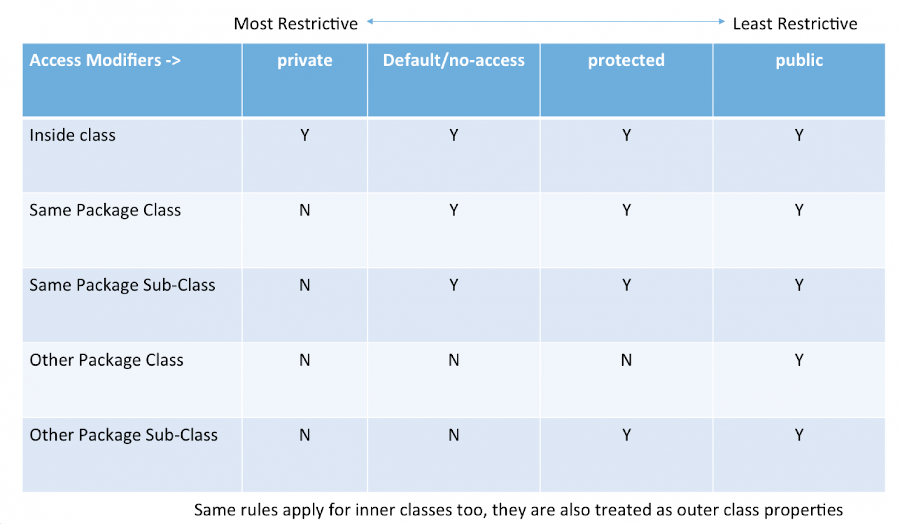 Most Restrictive Least Restrictive
Access Modifiers -> private Default/no-access protected public
Inside class Y Y Y Y
Same Package Class N Y Y Y
Same Package Sub-Class N Y Y Y
Other Package Class N N N Y
Other Package Sub-Class N N Y Y
Same rules apply for inner classes too, they are also treated as outer class properties